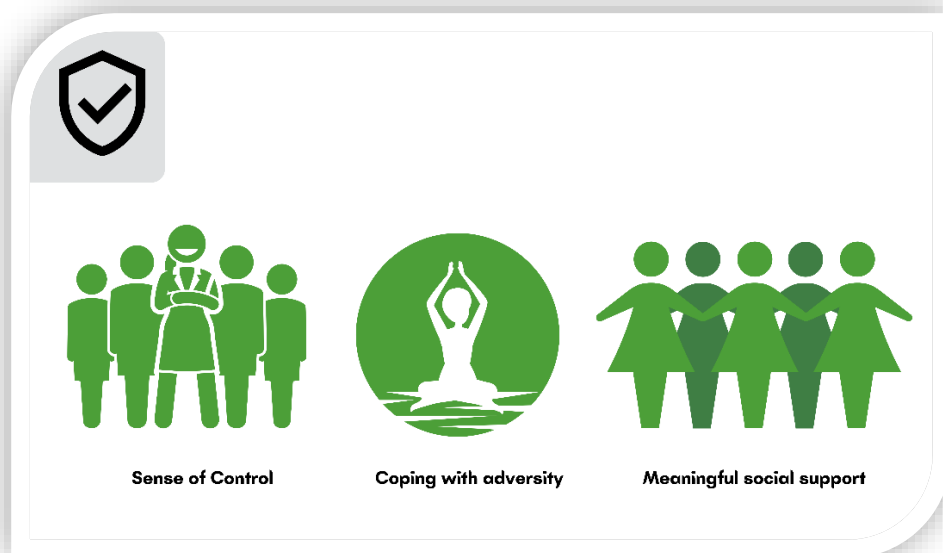 Sense of Control
Coping with adversity
Meaningful social support